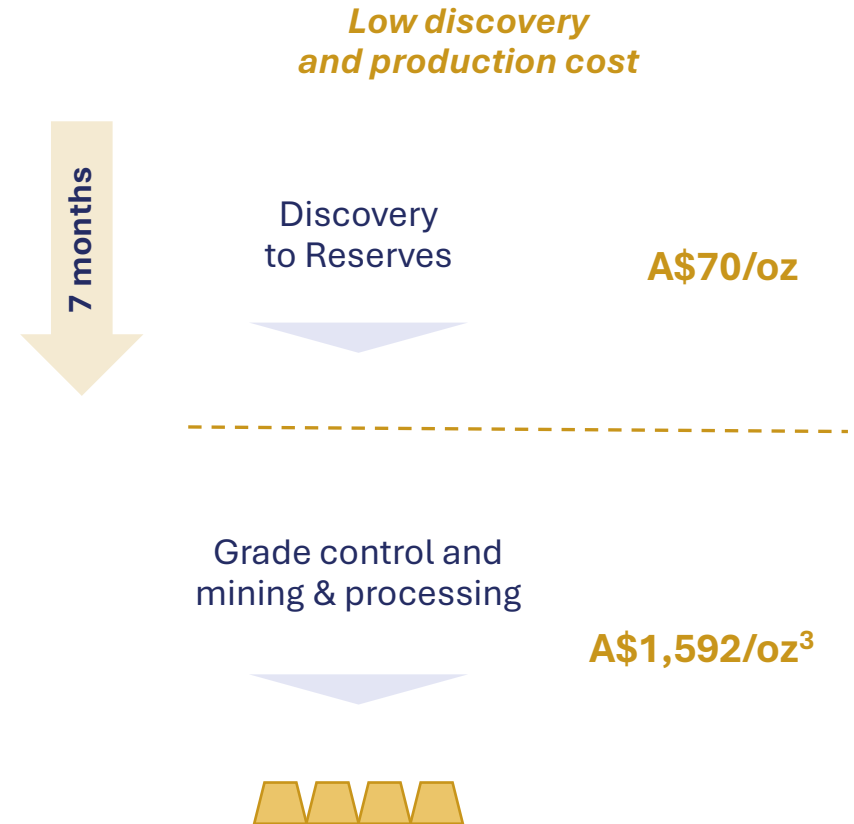 Low discovery
and production cost
7 months
Discovery
to Reserves
A$70/oz
Grade control and
mining & processing
A$1,592/oz³